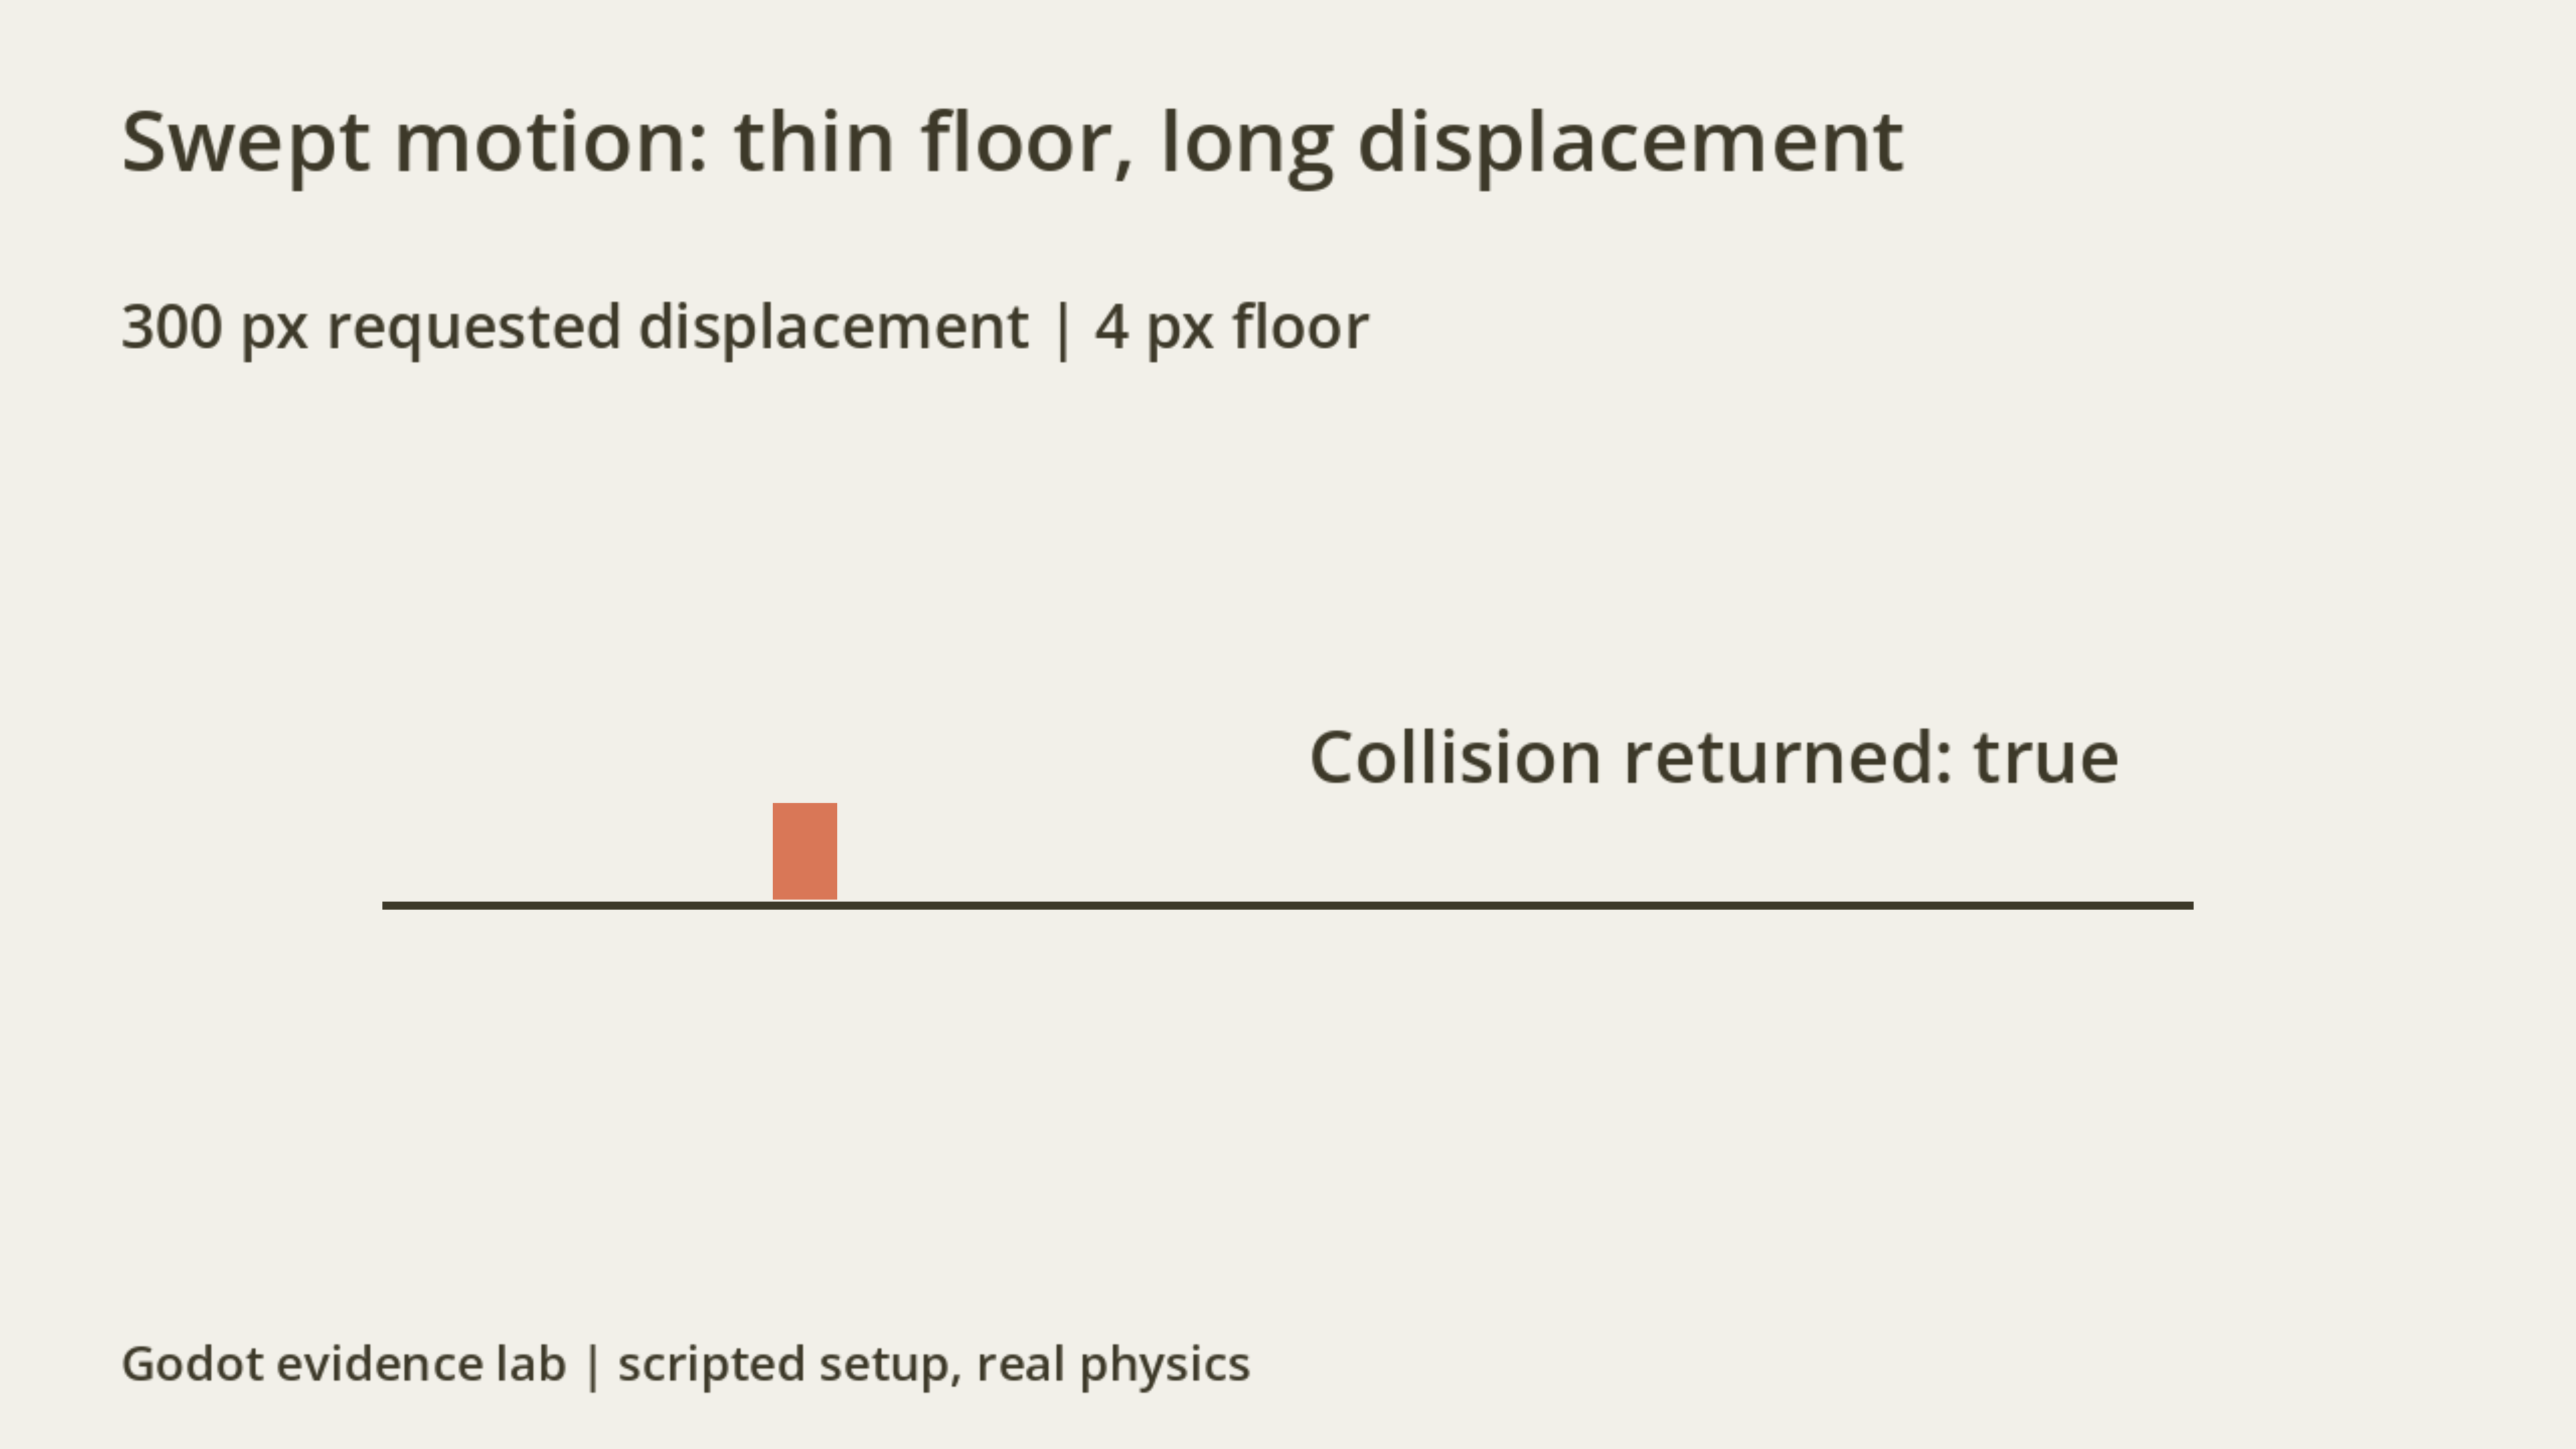 Swept motion: thin floor, long displacement
300 px requested displacement | 4 px floor
Collision returned: true
Godot evidence lab | scripted setup, real physics